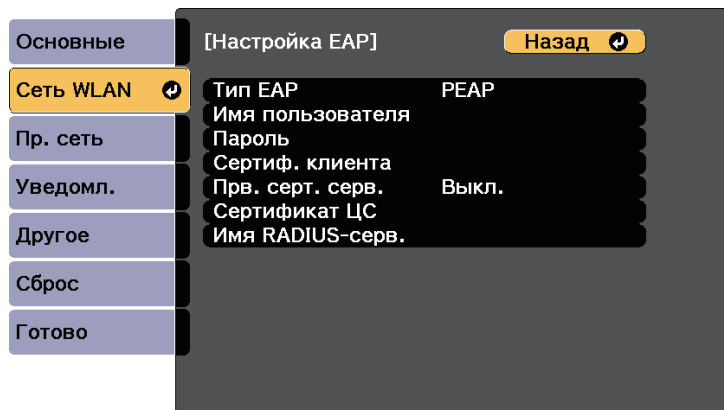 Основные
Сеть WLAN
Пр. сеть
Уведомл.
Другое
Сброс
Готово
[Настройка EAP] Назад
Тип EAP PEAP
Имя пользователя
Пароль
Сертиф. клиента
Прв. серт. серв. Выкл.
Сертификат ЦС
Имя RADIUS-серв.